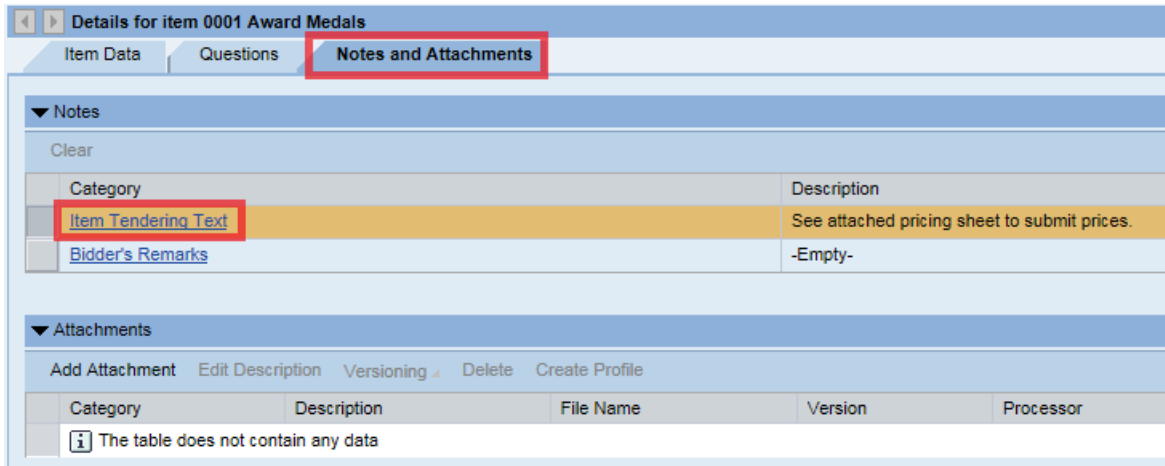 Details for item 0001 Award Medals
Item Data Questions Notes and Attachments
Notes
Clear
Category Description
Item Tendering Text See attached pricing sheet to submit prices.
Bidder's Remarks -Empty-
Attachments
Add Attachment Edit Description Versioning Delete Create Profile
Category Description File Name Version Processor
The table does not contain any data